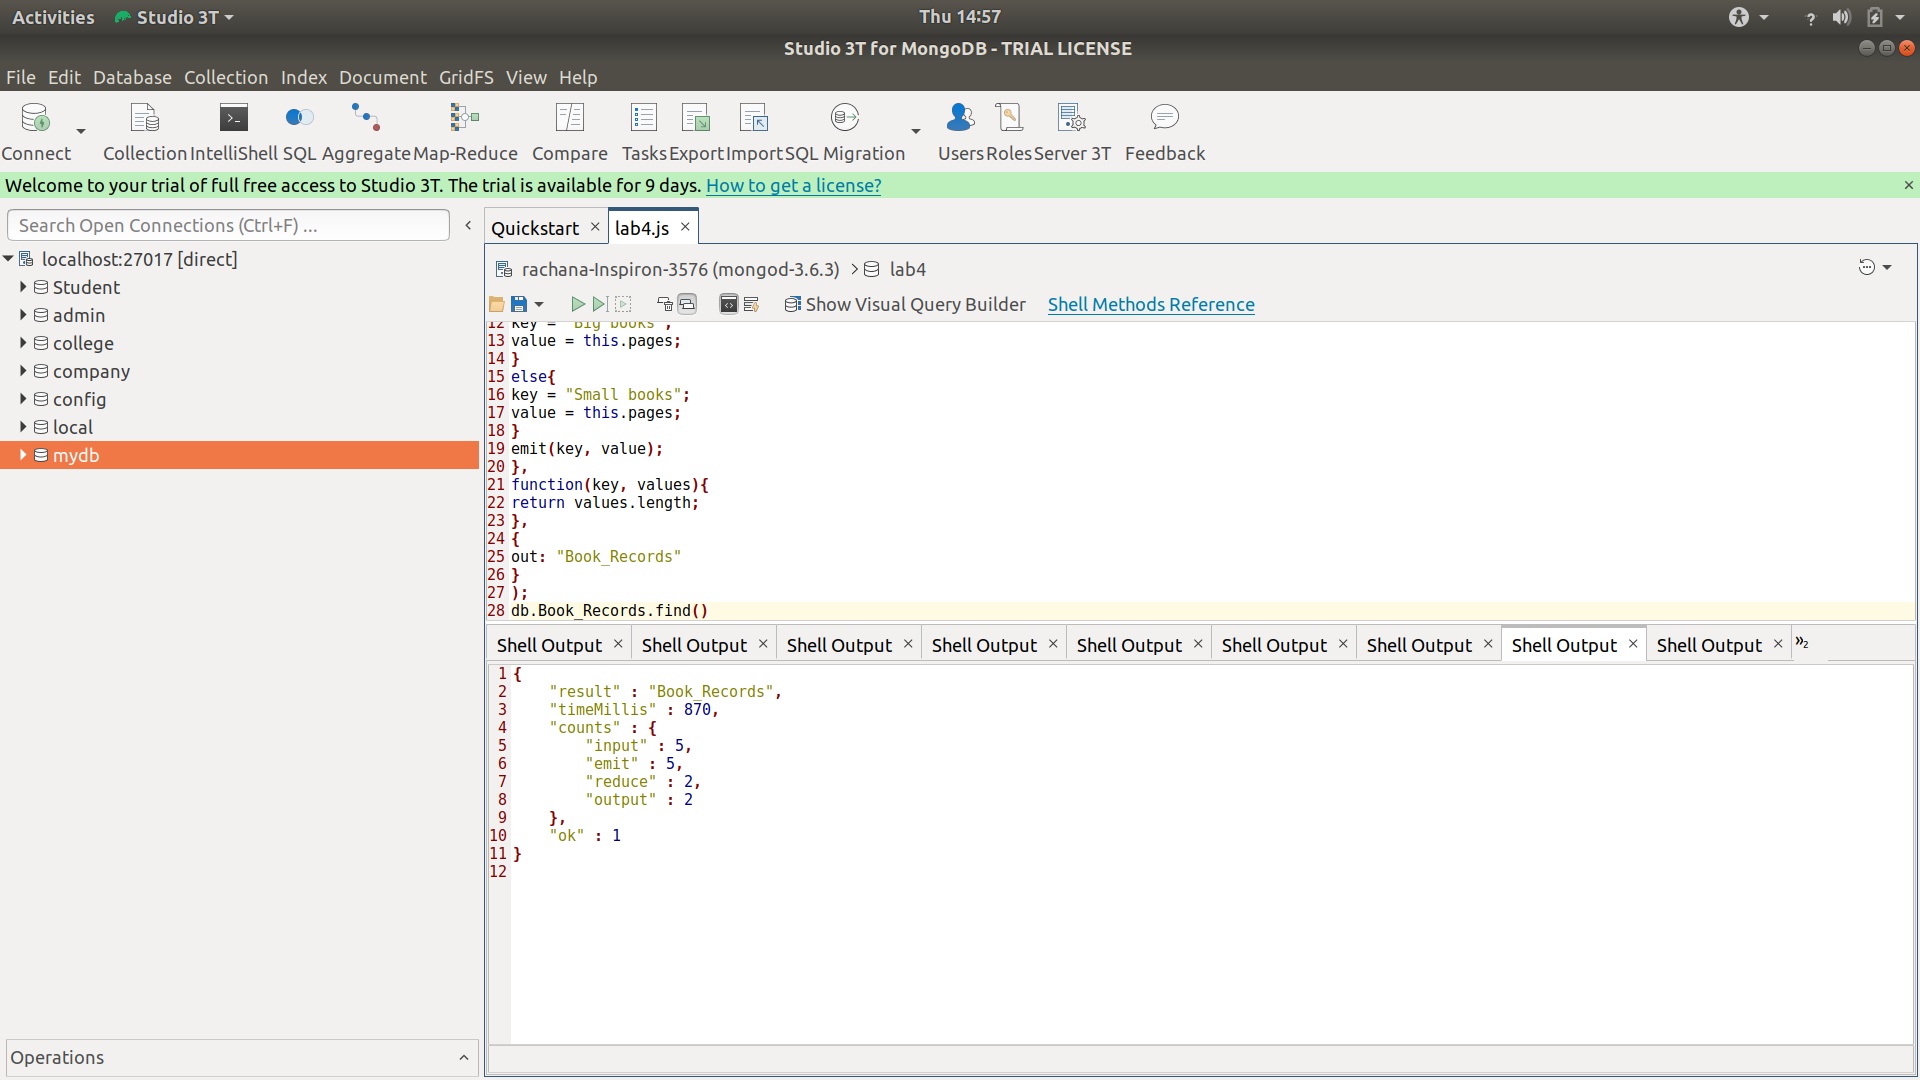 Activities Studio 3T Thu 14:57
Studio 3T for MongoDB - TRIAL LICENSE
File Edit Database Collection Index Document GridFS View Help
Connect Collection IntelliShell SQL Aggregate Map-Reduce Compare Tasks Export Import SQL Migration Users Roles Server 3T Feedback
Welcome to your trial of full free access to Studio 3T. The trial is available for 9 days. How to get a license?
Search Open Connections (Ctrl+F) ...
localhost:27017 [direct]
Student
admin
college
company
config
local
mydb
Operations
Quickstart lab4.js
rachana-Inspiron-3576 (mongod-3.6.3) lab4
Show Visual Query Builder Shell Methods Reference
12 key = "Big books";
13 value = this.pages;
14 }
15 else{
16 key = "Small books";
17 value = this.pages;
18 }
19 emit(key, value);
20 },
21 function(key, values){
22 return values.length;
23 },
24 {
25 out: "Book_Records"
26 }
27 );
28 db.Book_Records.find()
Shell Output Shell Output Shell Output Shell Output Shell Output Shell Output Shell Output Shell Output Shell Output »2
1 {
2 "result" : "Book_Records",
3 "timeMillis" : 870,
4 "counts" : {
5 "input" : 5,
6 "emit" : 5,
7 "reduce" : 2,
8 "output" : 2
9 },
10 "ok" : 1
11 }
12